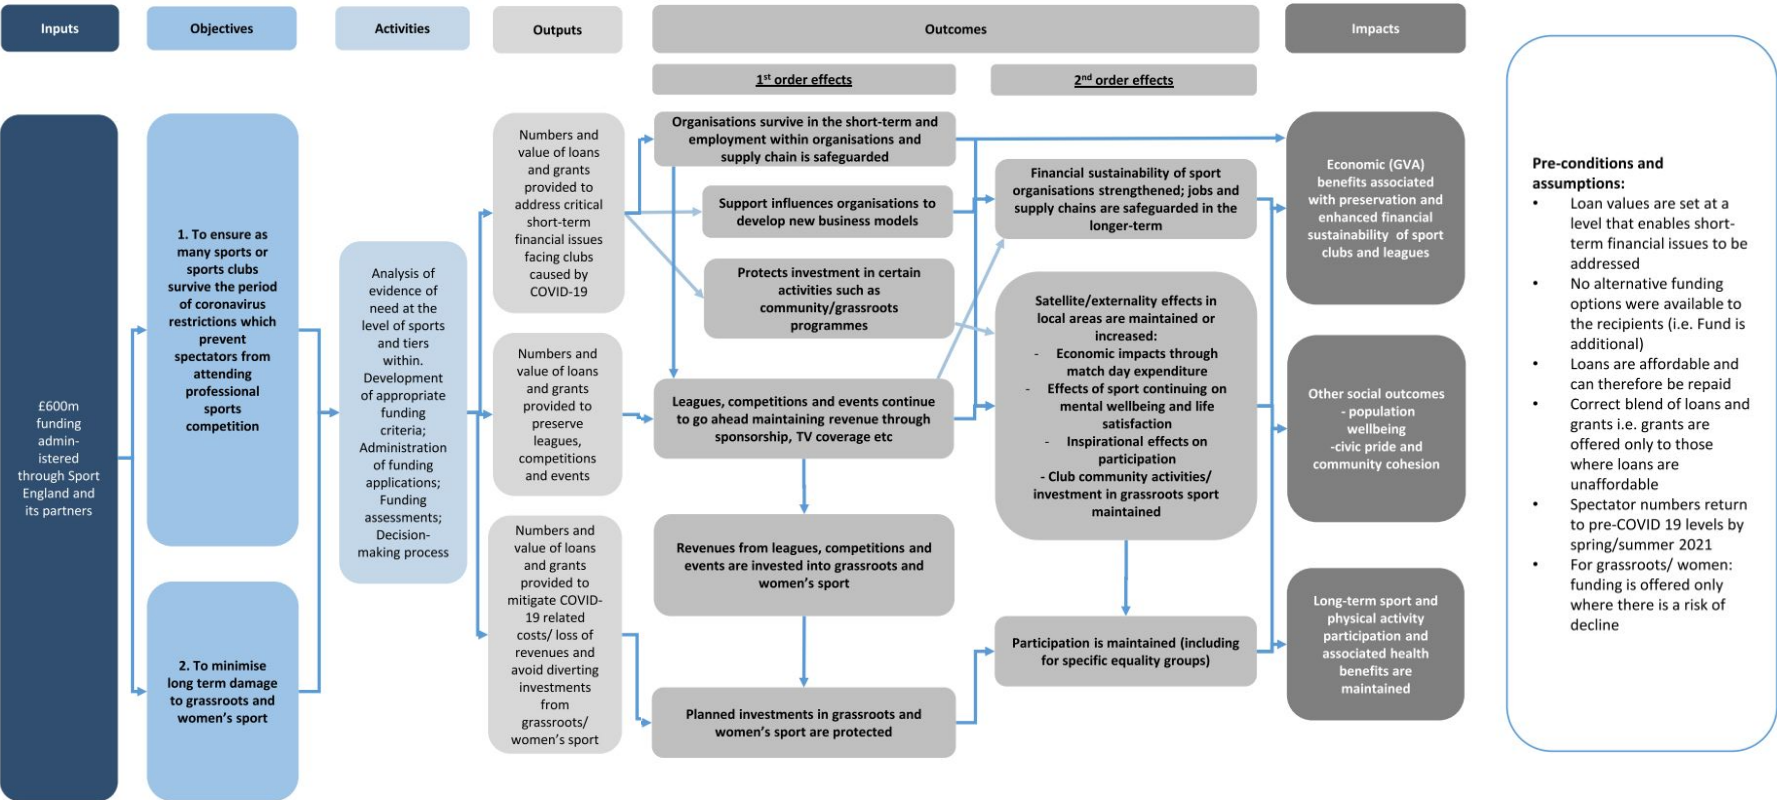 Inputs
Objectives
Activities
Outputs
Outcomes
Impacts
1st order effects
2nd order effects
£600m
funding
admin-
istered
through Sport
England and
its partners
1. To ensure as
many sports or
sports clubs
survive the period
of coronavirus
restrictions which
prevent
spectators from
attending
professional
sports
competition
2. To minimise
long term damage
to grassroots and
women's sport
Analysis of
evidence of
need at the
level of sports
and tiers
within.
Development
of appropriate
funding
criteria;
Administration
of funding
applications;
Funding
assessments;
Decision-
making process
Numbers and
value of loans
and grants
provided to
address critical
short-term
financial issues
facing clubs
caused by
COVID-19
Numbers and
value of loans
and grants
provided to
preserve
leagues,
competitions
and events
Numbers and
value of loans
and grants
provided to
mitigate COVID-
19 related
costs/ loss of
revenues and
avoid diverting
investments
from
grassroots/
women's sport
Organisations survive in the short-term and
employment within organisations and
supply chain is safeguarded
Support influences organisations to
develop new business models
Protects investment in certain
activities such as
community/grassroots
programmes
Leagues, competitions and events continue
to go ahead maintaining revenue through
sponsorship, TV coverage etc
Revenues from leagues, competitions and
events are invested into grassroots and
women's sport
Planned investments in grassroots and
women's sport are protected
Financial sustainability of sport
organisations strengthened; jobs and
supply chains are safeguarded in the
longer-term
Satellite/externality effects in
local areas are maintained or
increased:
- Economic impacts through
match day expenditure
- Effects of sport continuing on
mental wellbeing and life
satisfaction
- Inspirational effects on
participation
- Club community activities/
investment in grassroots sport
maintained
Participation is maintained (including
for specific equality groups)
Economic (GVA)
benefits associated
with preservation and
enhanced financial
sustainability of sport
clubs and leagues
Other social outcomes
- population
wellbeing
-civic pride and
community cohesion
Long-term sport and
physical activity
participation and
associated health
benefits are
maintained
Pre-conditions and
assumptions:
• Loan values are set at a
level that enables short-
term financial issues to be
addressed
• No alternative funding
options were available to
the recipients (i.e. Fund is
additional)
• Loans are affordable and
can therefore be repaid
• Correct blend of loans and
grants i.e. grants are
offered only to those
where loans are
unaffordable
• Spectator numbers return
to pre-COVID 19 levels by
spring/summer 2021
• For grassroots/ women:
funding is offered only
where there is a risk of
decline